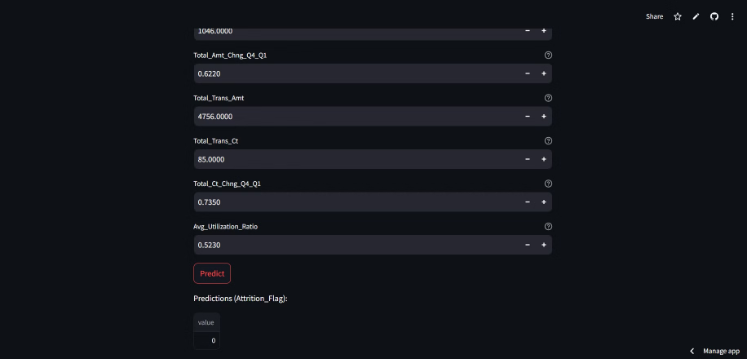 Share
1046.0000
Total_Amt_Chng_Q4_Q1
0.6220
Total_Trans_Amt
4756.0000
Total_Trans_Ct
85.0000
Total_Ct_Chng_Q4_Q1
0.7350
Avg_Utilization_Ratio
0.5230
Predict
Predictions (Attrition_Flag):
value
0
Manage app